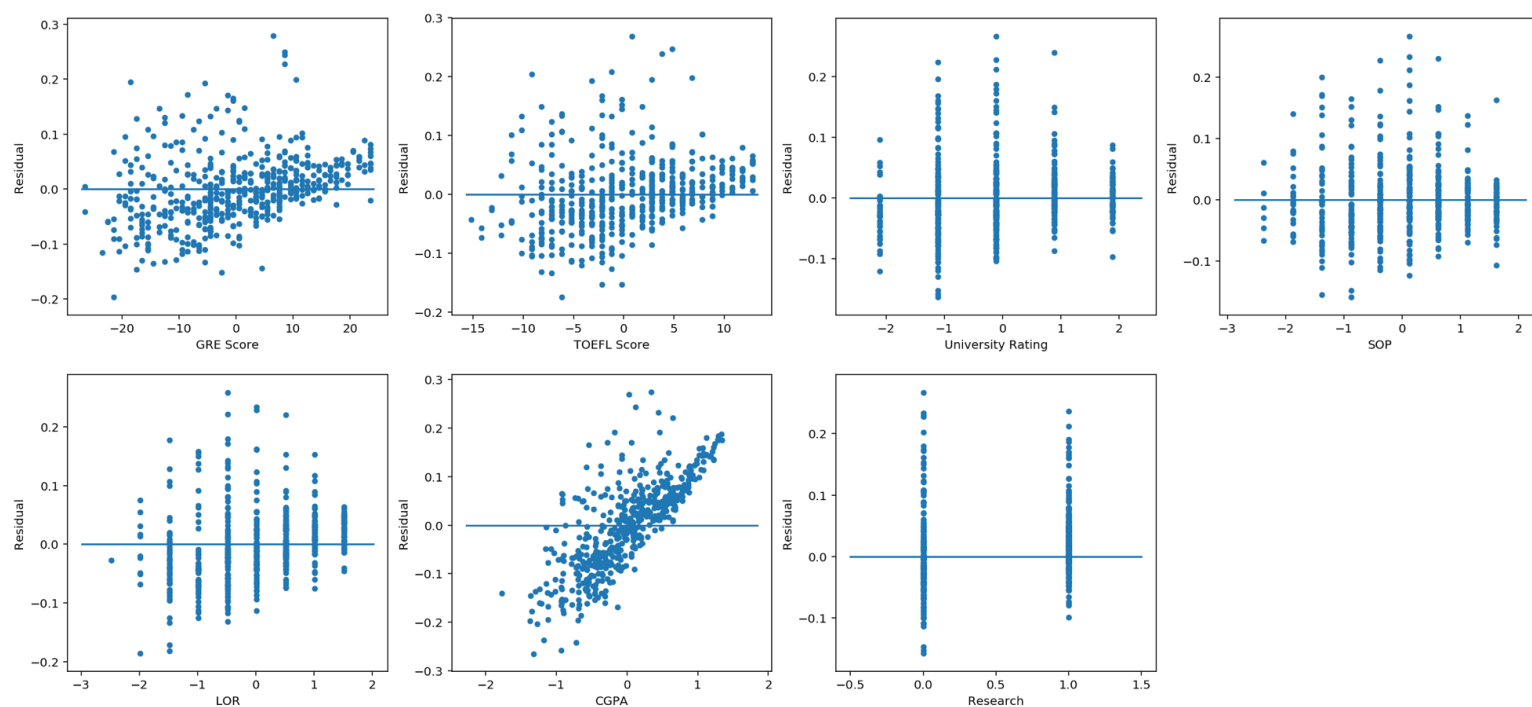 0.3
0.2
0.1
0.0
−0.1
−0.2
Residual
−20 −10 0 10 20
GRE Score
0.3
0.2
0.1
0.0
−0.1
−0.2
Residual
−15 −10 −5 0 5 10
TOEFL Score
0.2
0.1
0.0
−0.1
Residual
−2 −1 0 1 2
University Rating
0.2
0.1
0.0
−0.1
Residual
−3 −2 −1 0 1 2
SOP
0.2
0.1
0.0
−0.1
−0.2
Residual
−3 −2 −1 0 1 2
LOR
0.3
0.2
0.1
0.0
−0.1
−0.2
−0.3
Residual
−2 −1 0 1 2
CGPA
0.2
0.1
0.0
−0.1
Residual
−0.5 0.0 0.5 1.0 1.5
Research